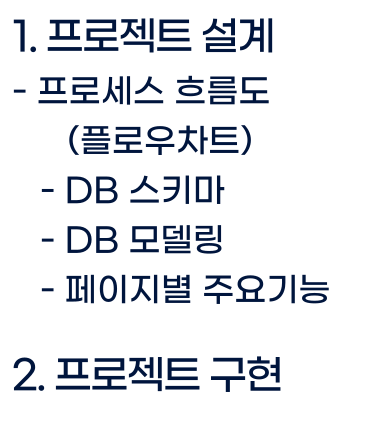 1. 프로젝트 설계
- 프로세스 흐름도
(플로우차트)
- DB 스키마
- DB 모델링
- 페이지별 주요기능
2. 프로젝트 구현